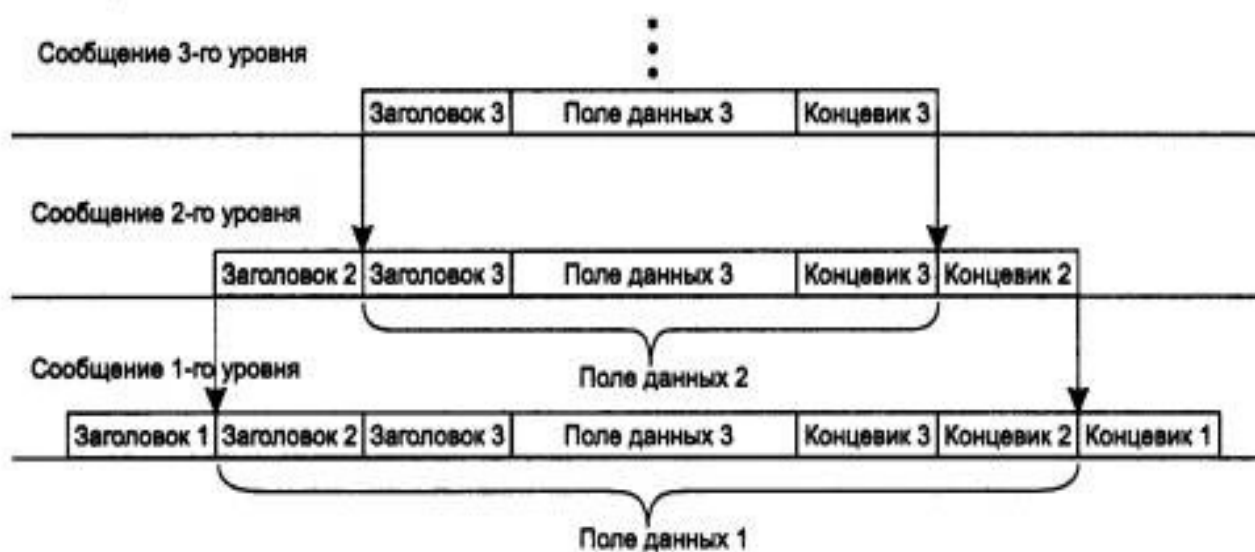 Сообщение 3-го уровня
Заголовок 3 Поле данных 3 Концевик 3
Сообщение 2-го уровня
Заголовок 2 Заголовок 3 Поле данных 3 Концевик 3 Концевик 2
Поле данных 2
Сообщение 1-го уровня
Заголовок 1 Заголовок 2 Заголовок 3 Поле данных 3 Концевик 3 Концевик 2 Концевик 1
Поле данных 1